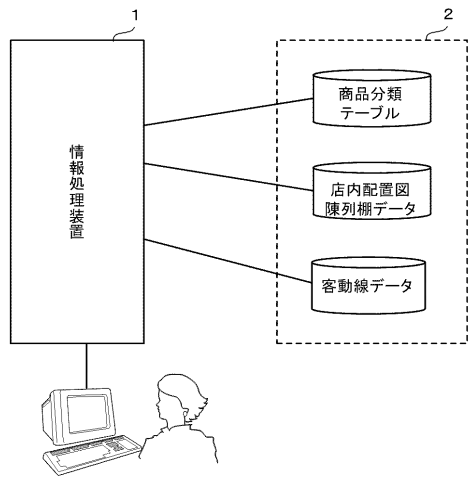 1
2
情報処理装置
商品分類
テーブル
店内配置図
陳列棚データ
客動線データ